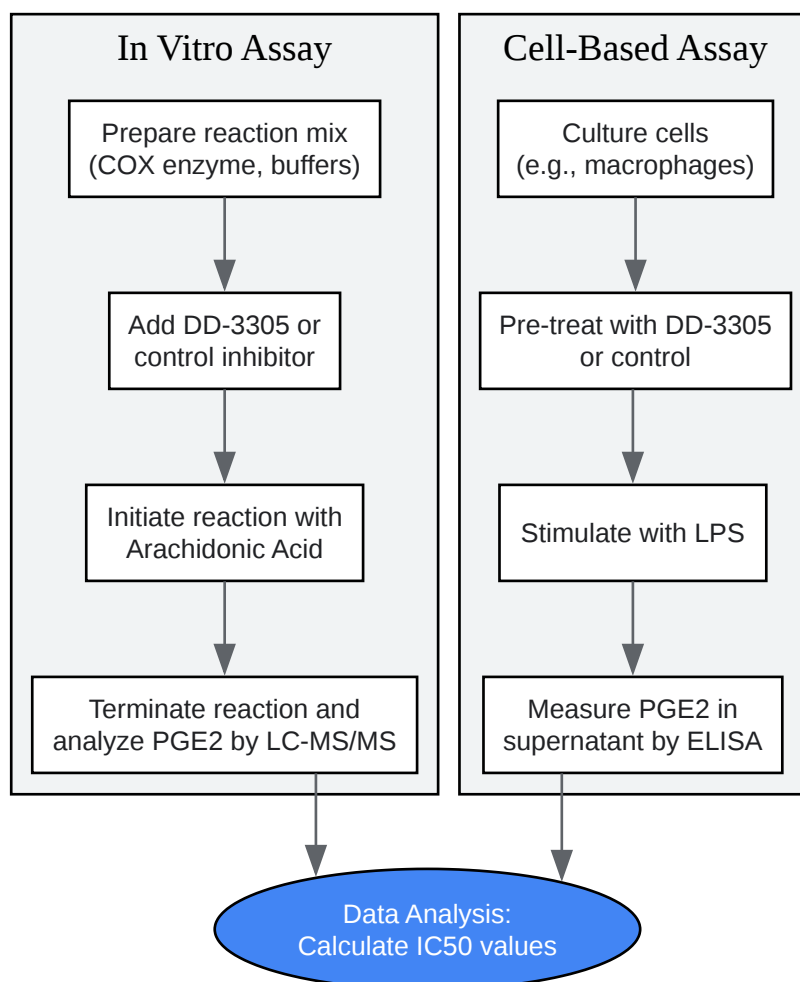 In Vitro Assay
Prepare reaction mix
(COX enzyme, buffers)
Add DD-3305 or
control inhibitor
Initiate reaction with
Arachidonic Acid
Terminate reaction and
analyze PGE2 by LC-MS/MS
Cell-Based Assay
Culture cells
(e.g., macrophages)
Pre-treat with DD-3305
or control
Stimulate with LPS
Measure PGE2 in
supernatant by ELISA
Data Analysis:
Calculate IC50 values